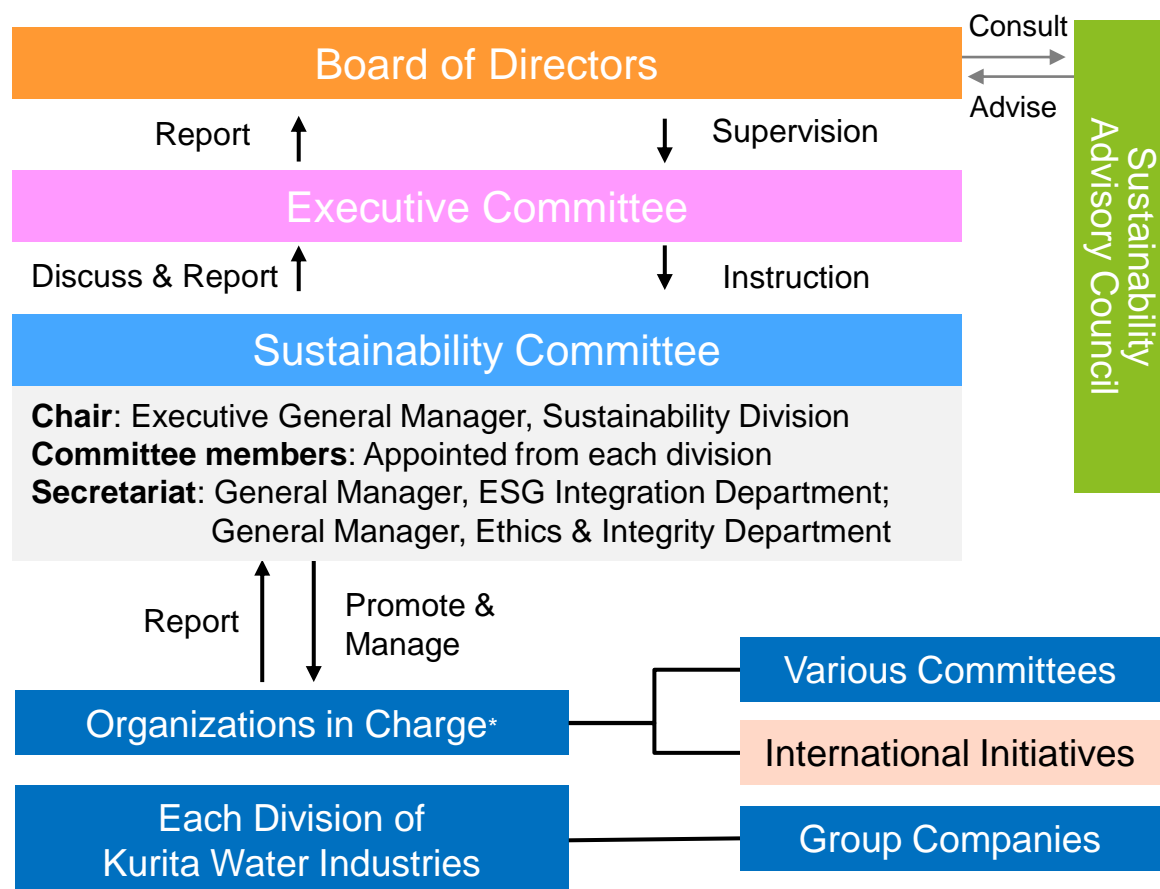 Consult
Board of Directors
Advise
Sustainability
Advisory Council
Report
Supervision
Executive Committee
Discuss & Report
Instruction
Sustainability Committee
Chair: Executive General Manager, Sustainability Division
Committee members: Appointed from each division
Secretariat: General Manager, ESG Integration Department;
General Manager, Ethics & Integrity Department
Report
Promote &
Manage
Various Committees
Organizations in Charge*
International Initiatives
Each Division of
Kurita Water Industries
Group Companies